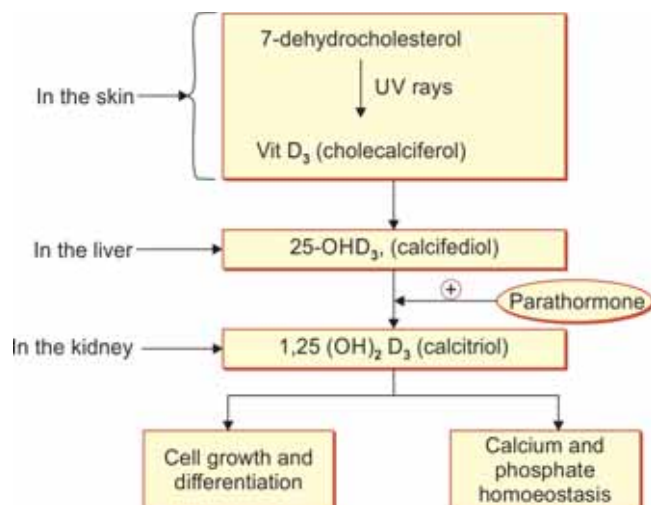 7-dehydrocholesterol
In the skin
UV rays
Vit D₃ (cholecalciferol)
In the liver
25-OHD₃, (calcifediol)
+
Parathormone
In the kidney
1,25 (OH)₂ D₃ (calcitriol)
Cell growth and
differentiation
Calcium and
phosphate
homoeostasis